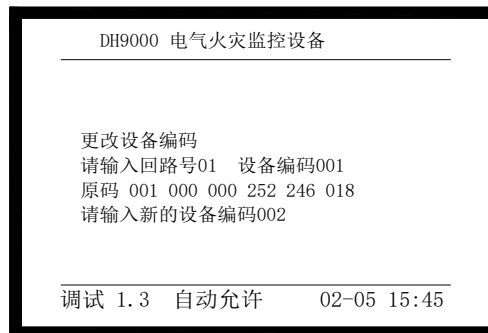 DH9000 电气火灾监控设备
更改设备编码
请输入回路号01 设备编码001
原码 001 000 000 252 246 018
请输入新的设备编码002
调试 1.3 自动允许 02-05 15:45